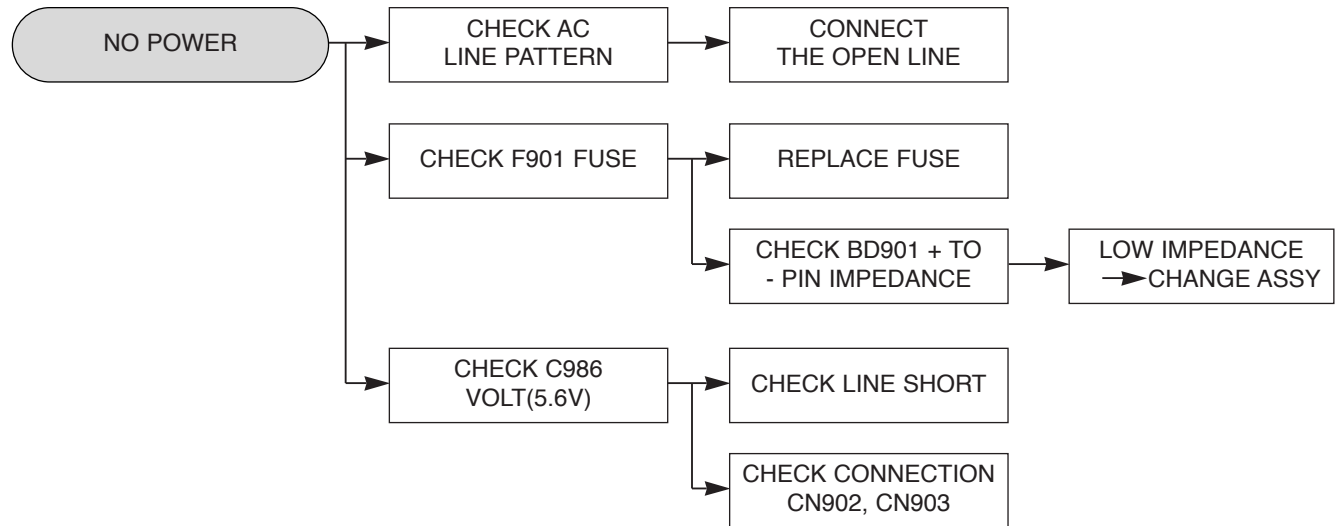 NO POWER
CHECK AC
LINE PATTERN
CONNECT
THE OPEN LINE
CHECK F901 FUSE
REPLACE FUSE
CHECK BD901 + TO
- PIN IMPEDANCE
LOW IMPEDANCE
CHANGE ASSY
CHECK C986
VOLT(5.6V)
CHECK LINE SHORT
CHECK CONNECTION
CN902, CN903